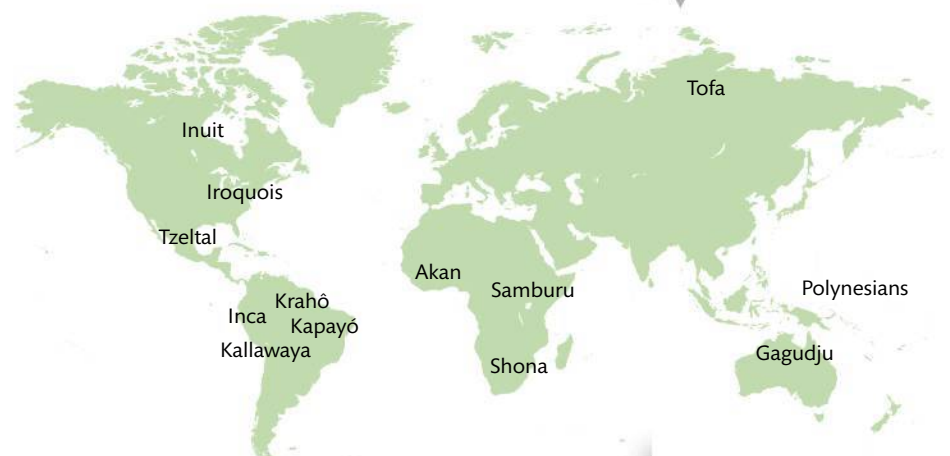 Tofa
Inuit
Iroquois
Tzeltal
Akan
Samburu
Polynesians
Krahô
Inca
Kapayó
Kallawaya
Gagudju
Shona